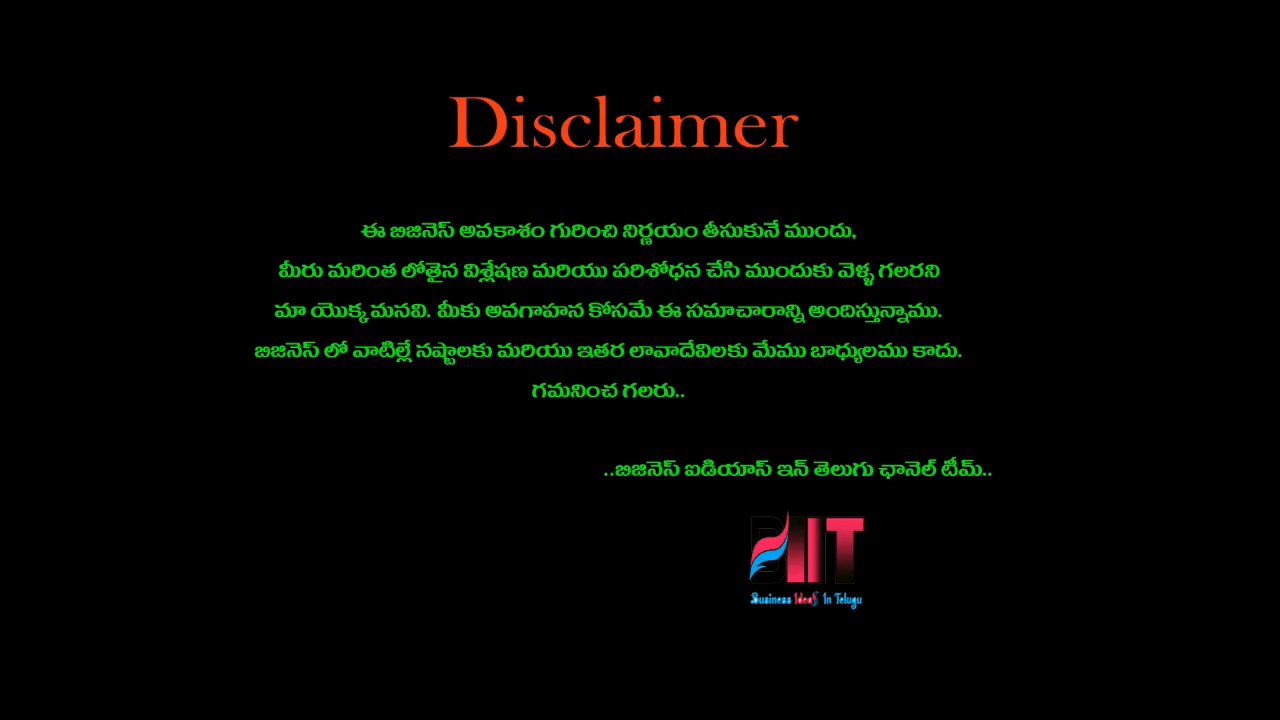 Disclaimer
ఈ బిజినెస్ అవకాశం గురించి నిర్ణయం తీసుకునే ముందు,
మీరు మరింత లోతైన విశ్లేషణ మరియు పరిశోధన చేసి ముందుకు వెళ్ళ గలరని
మా యొక్క మనవి. మీకు అవగాహన కోసమే ఈ సమాచారాన్ని అందిస్తున్నాము.
బిజినెస్ లో వాటిల్లే నష్టాలకు మరియు ఇతర లావాదేవిలకు మేము బాధ్యులము కాదు.
గమనించ గలరు..
..బిజినెస్ ఐడియాస్ ఇన్ తెలుగు ఛానెల్ టీమ్..
BIIT
Business IdeaS In Telugu